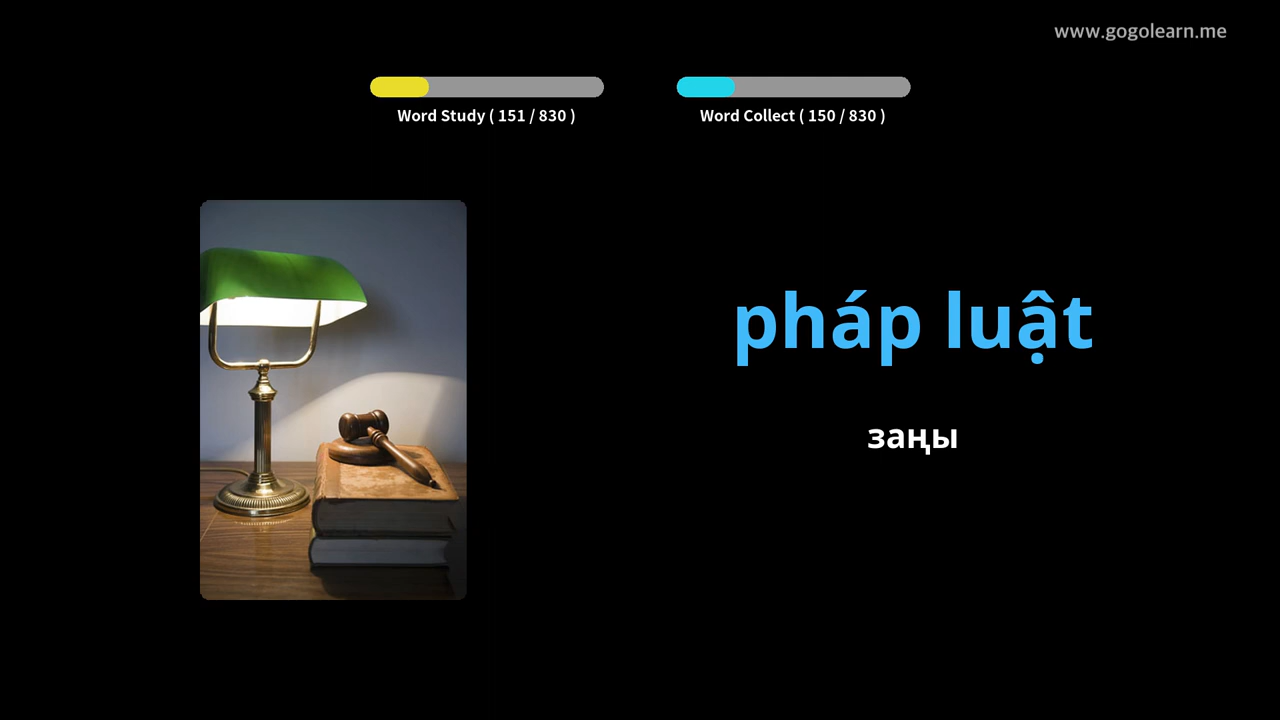 www.gogolearn.me
Word Study ( 151 / 830 )
Word Collect ( 150 / 830 )
pháp luật
заңы